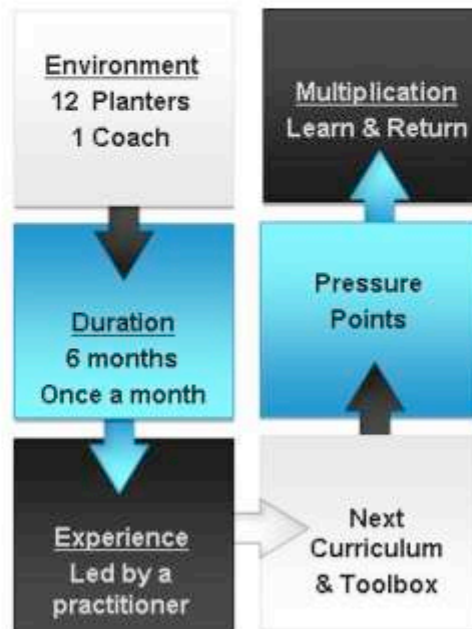 Environment
12 Planters
1 Coach
Duration
6 months
Once a month
Experience
Led by a
practitioner
Next
Curriculum
& Toolbox
Pressure
Points
Multiplication
Learn & Return